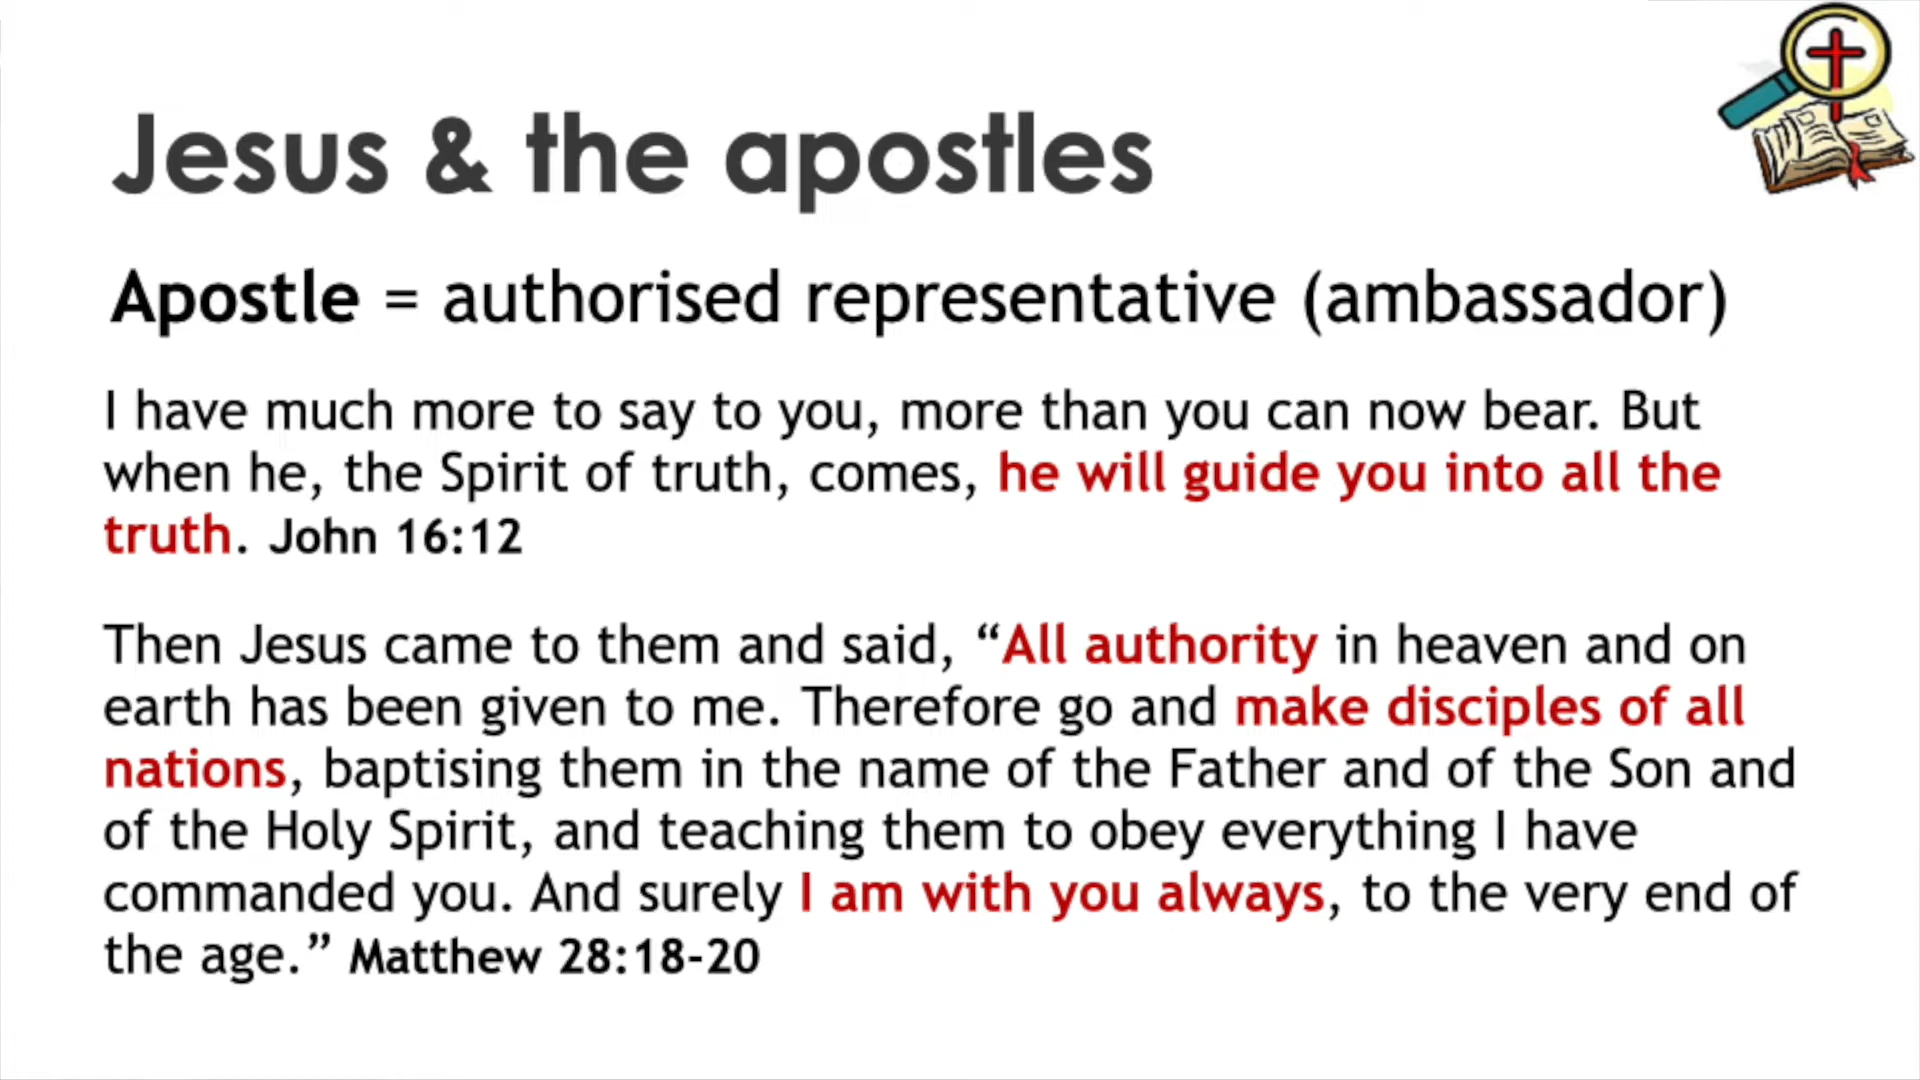 Jesus & the apostles
Apostle = authorised representative (ambassador)
I have much more to say to you, more than you can now bear. But
when he, the Spirit of truth, comes, he will guide you into all the
truth. John 16:12
Then Jesus came to them and said, “All authority in heaven and on
earth has been given to me. Therefore go and make disciples of all
nations, baptising them in the name of the Father and of the Son and
of the Holy Spirit, and teaching them to obey everything I have
commanded you. And surely I am with you always, to the very end of
the age.” Matthew 28:18-20